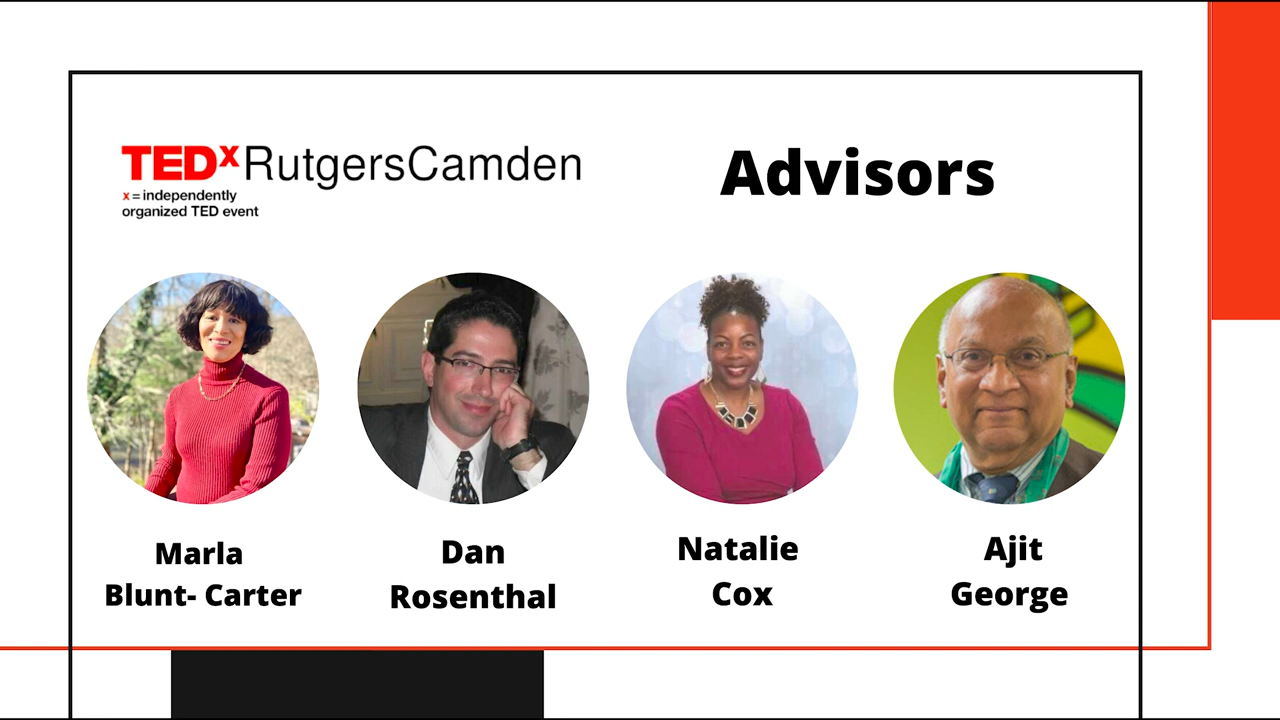 TEDxRutgersCamden
x = independently
organized TED event
Advisors
Marla
Blunt- Carter
Dan
Rosenthal
Natalie
Cox
Ajit
George